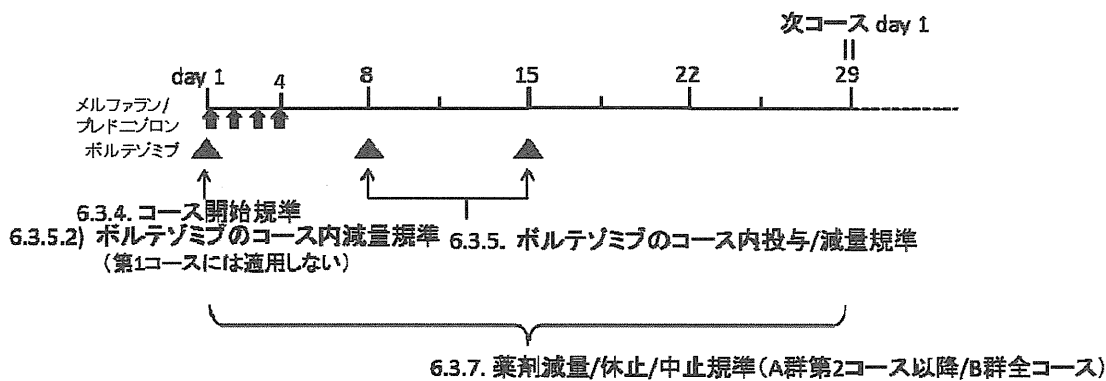 次コース day 1
day 1 4 8 15 22 29
メルファラン/
プレドニゾロン
ボルテゾミブ
6.3.4. コース開始規準
6.3.5.2) ボルテゾミブのコース内減量規準
（第1コースには適用しない）
6.3.5. ボルテゾミブのコース内投与/減量規準
6.3.7. 薬剤減量/休止/中止規準（A群第2コース以降/B群全コース）